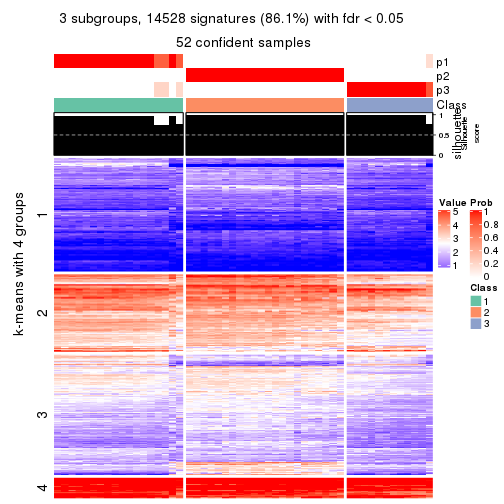 3 subgroups, 14528 signatures (86.1%) with fdr < 0.05
52 confident samples
p1
p2
p3
Class
1
0.5
0
silhouette
Silhouette
score
k-means with 4 groups
1
2
3
4
Value
5
4
3
2
1
Prob
1
0.8
0.6
0.4
0.2
0
Class
1
2
3